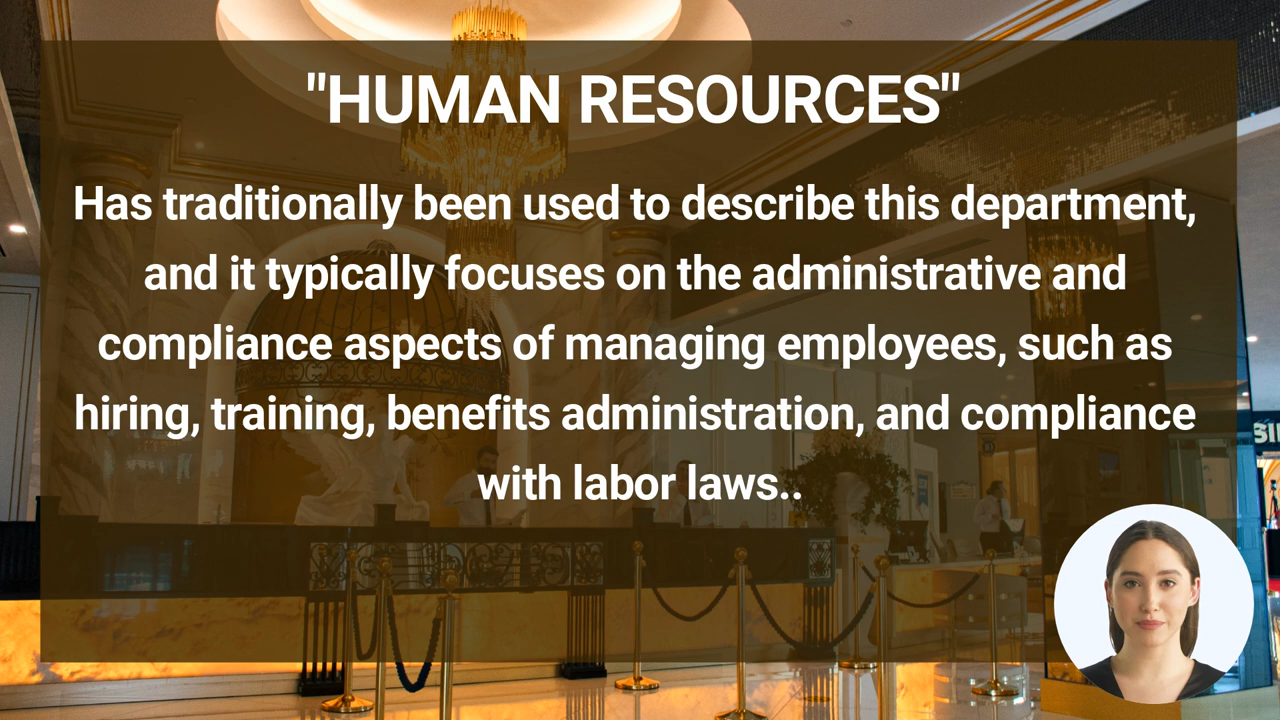 "HUMAN RESOURCES"
Has traditionally been used to describe this department,
and it typically focuses on the administrative and
compliance aspects of managing employees, such as
hiring, training, benefits administration, and compliance
with labor laws..